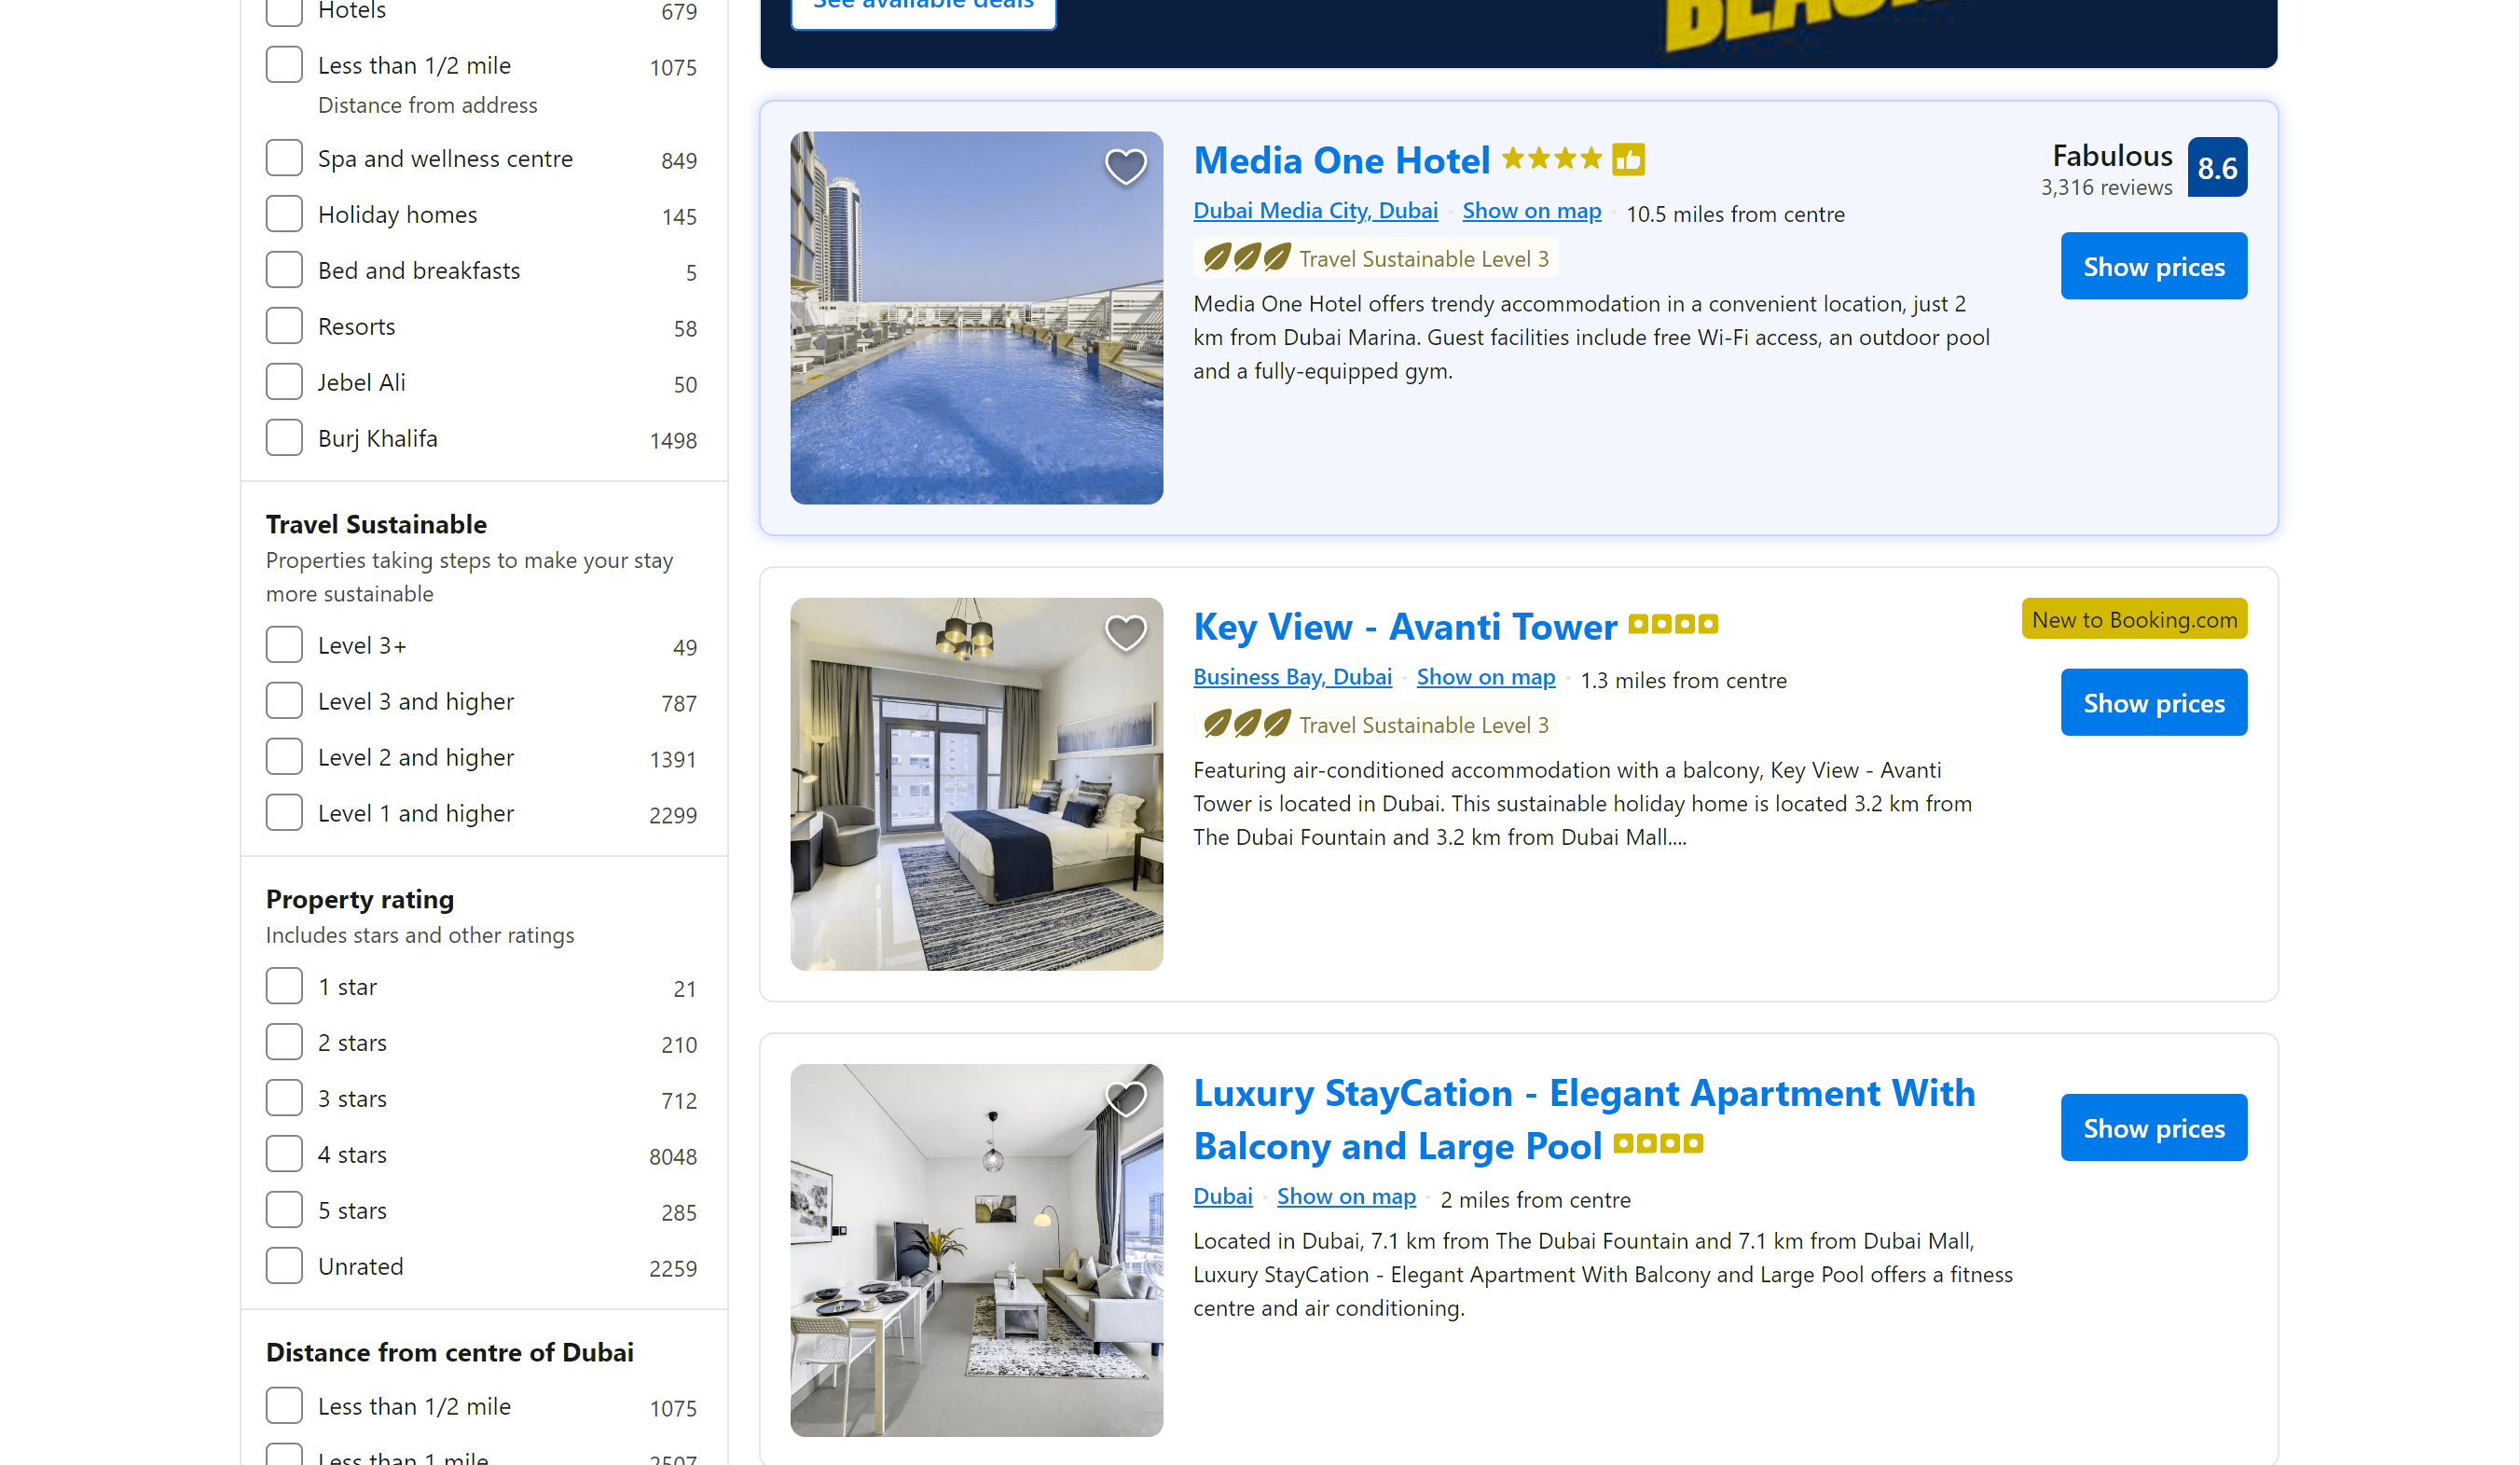 Hotels 679
Less than 1/2 mile 1075
Distance from address
Spa and wellness centre 849
Holiday homes 145
Bed and breakfasts 5
Resorts 58
Jebel Ali 50
Burj Khalifa 1498
Travel Sustainable
Properties taking steps to make your stay
more sustainable
Level 3+ 49
Level 3 and higher 787
Level 2 and higher 1391
Level 1 and higher 2299
Property rating
Includes stars and other ratings
1 star 21
2 stars 210
3 stars 712
4 stars 8048
5 stars 285
Unrated 2259
Distance from centre of Dubai
Less than 1/2 mile 1075
Less than 1 mile 2507
See available deals
Media One Hotel
Fabulous
3,316 reviews
8.6
Dubai Media City, Dubai Show on map 10.5 miles from centre
Travel Sustainable Level 3
Show prices
Media One Hotel offers trendy accommodation in a convenient location, just 2
km from Dubai Marina. Guest facilities include free Wi-Fi access, an outdoor pool
and a fully-equipped gym.
Key View - Avanti Tower
New to Booking.com
Business Bay, Dubai Show on map 1.3 miles from centre
Travel Sustainable Level 3
Show prices
Featuring air-conditioned accommodation with a balcony, Key View - Avanti
Tower is located in Dubai. This sustainable holiday home is located 3.2 km from
The Dubai Fountain and 3.2 km from Dubai Mall....
Luxury StayCation - Elegant Apartment With
Balcony and Large Pool
Show prices
Dubai Show on map 2 miles from centre
Located in Dubai, 7.1 km from The Dubai Fountain and 7.1 km from Dubai Mall,
Luxury StayCation - Elegant Apartment With Balcony and Large Pool offers a fitness
centre and air conditioning.